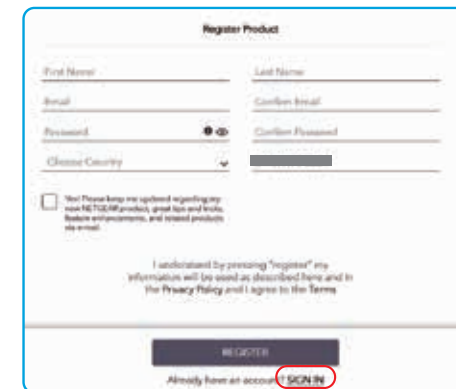 Register Product
First Name
Last Name
Email
Confirm Email
Password
Confirm Password
Choose Country
Yes! Please keep me updated regarding my
new NETGEAR product, great tips and tricks,
feature enhancements, and related products
via e-mail.
I understand by pressing "register" my
information will be used as described here and in
the Privacy Policy and I agree to the Terms
REGISTER
Already have an account? SIGN IN